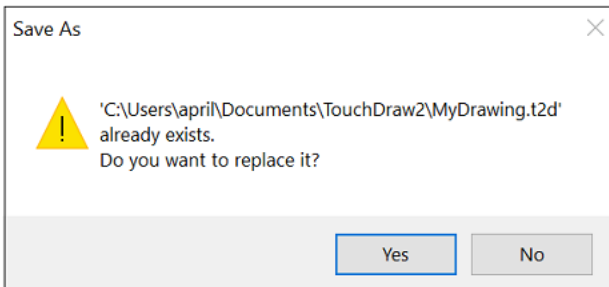 Save As
'C:\Users\april\Documents\TouchDraw2\MyDrawing.t2d'
already exists.
Do you want to replace it?
Yes
No